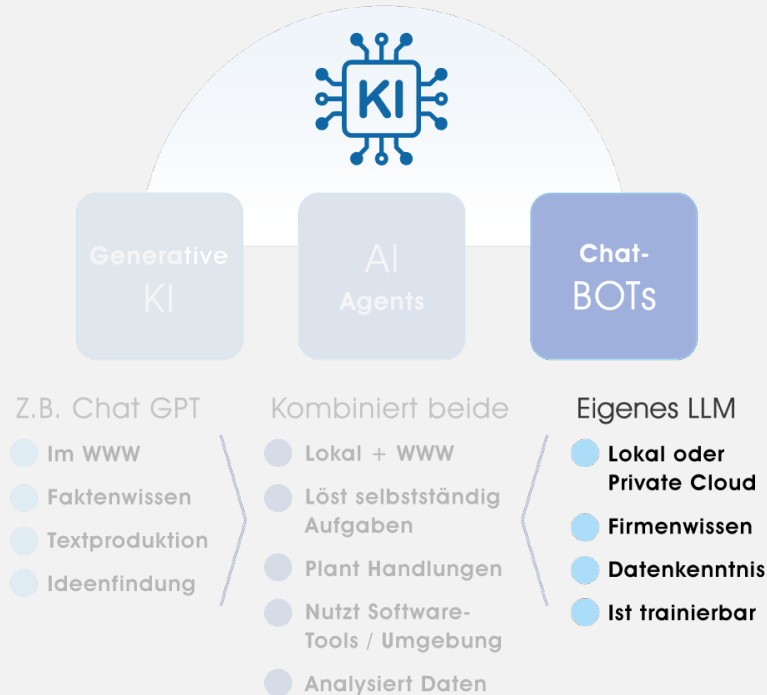 KI
Generative
KI
AI
Agents
Chat-
BOTs
Z.B. Chat GPT
Im WWW
Faktenwissen
Textproduktion
Ideenfindung
Kombiniert beide
Lokal + WWW
Löst selbstständig
Aufgaben
Plant Handlungen
Nutzt Software-
Tools / Umgebung
Analysiert Daten
Eigenes LLM
Lokal oder
Private Cloud
Firmenwissen
Datenkenntnis
Ist trainierbar